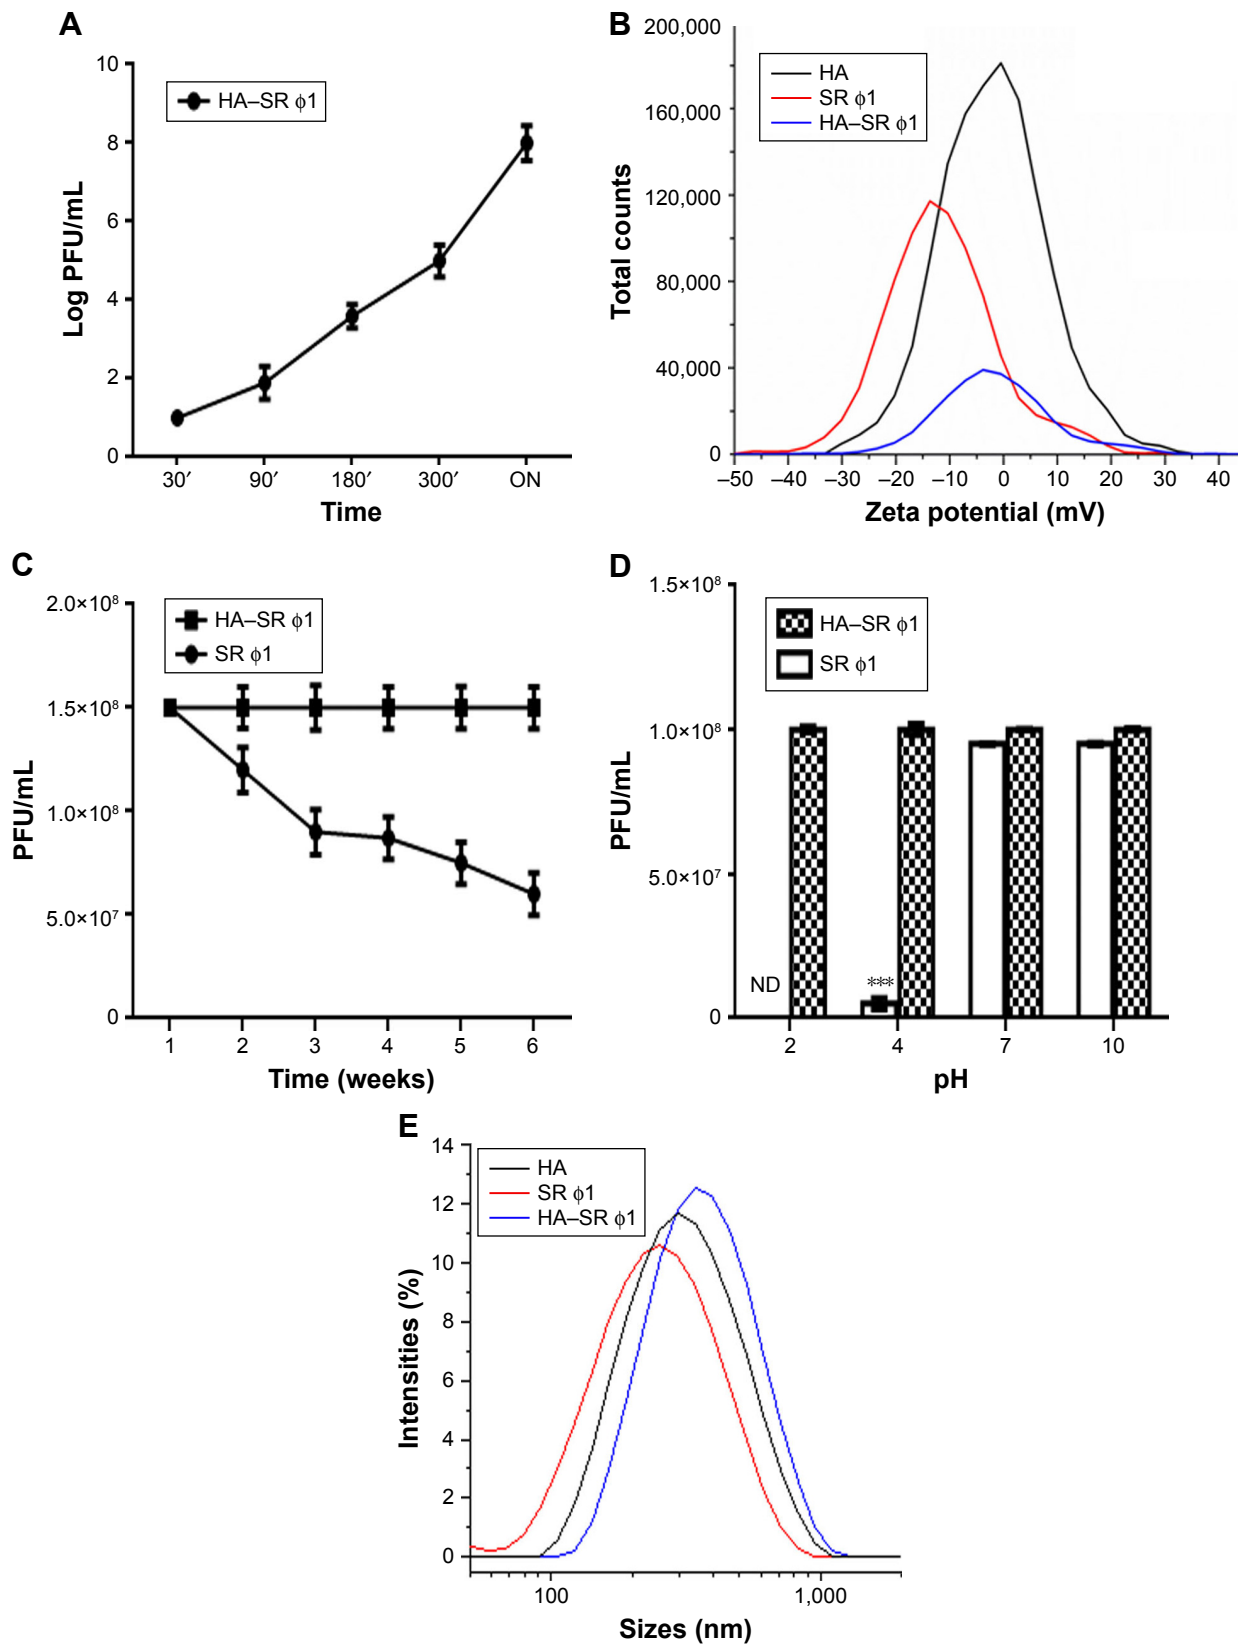 A
10
8
6
4
2
0
Log PFU/mL
HA–SR ϕ1
30′ 90′ 180′ 300′ ON
Time
B
200,000
160,000
120,000
80,000
40,000
0
Total counts
HA
SR ϕ1
HA–SR ϕ1
–50 –40 –30 –20 –10 0 10 20 30 40
Zeta potential (mV)
C
2.0×10⁸
1.5×10⁸
1.0×10⁸
5.0×10⁷
0
PFU/mL
HA–SR ϕ1
SR ϕ1
1 2 3 4 5 6
Time (weeks)
D
1.5×10⁸
1.0×10⁸
5.0×10⁷
0
PFU/mL
HA–SR ϕ1
SR ϕ1
ND
***
2 4 7 10
pH
E
14
12
10
8
6
4
2
0
Intensities (%)
HA
SR ϕ1
HA–SR ϕ1
100 1,000
Sizes (nm)